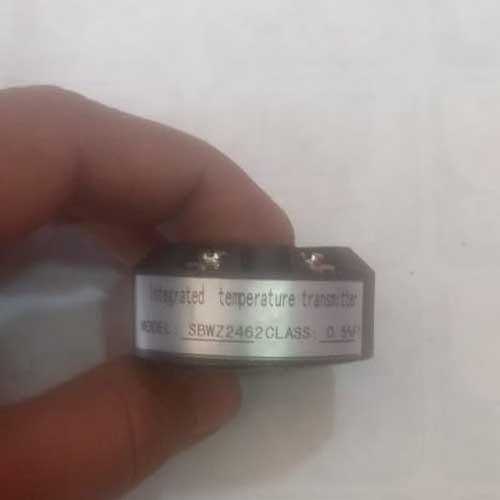 Integrated temperature transmitter
MODEL: SBWZ2462 CLASS: 0.5%